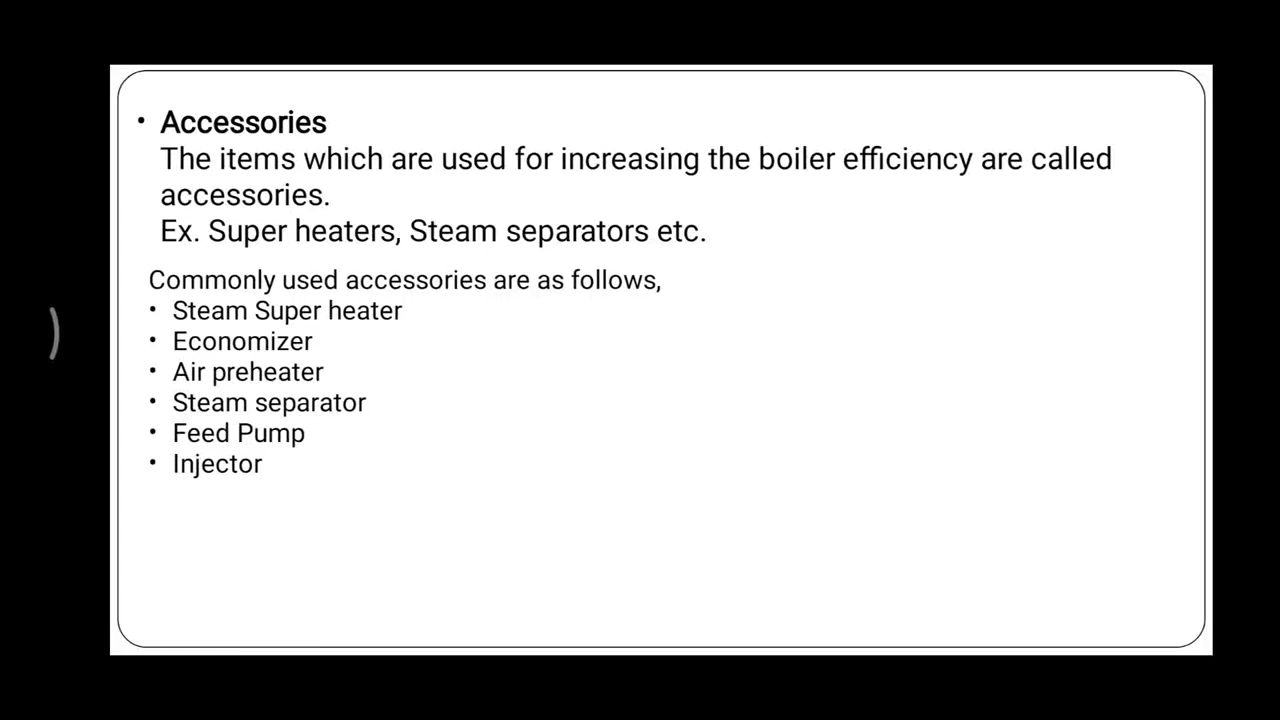 • Accessories
The items which are used for increasing the boiler efficiency are called
accessories.
Ex. Super heaters, Steam separators etc.
Commonly used accessories are as follows,
• Steam Super heater
• Economizer
• Air preheater
• Steam separator
• Feed Pump
• Injector